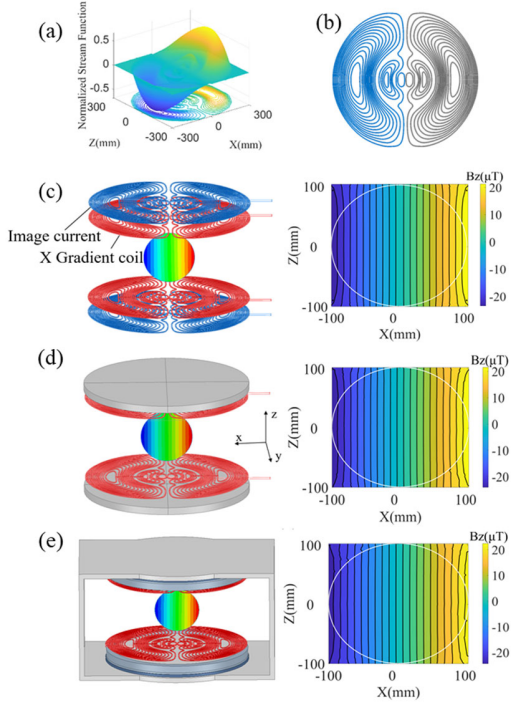 (a)
Normalized Stream Function
0.5
0
-0.5
300
0
-300
Z(mm)
-300
0
300
X(mm)
(b)
(c)
Image current
X Gradient coil
Bz(μT)
100
0
-100
Z(mm)
-100
0
100
X(mm)
20
10
0
-10
-20
(d)
z
x
y
Bz(μT)
100
0
-100
Z(mm)
-100
0
100
X(mm)
20
10
0
-10
-20
(e)
Bz(μT)
100
0
-100
Z(mm)
-100
0
100
X(mm)
20
10
0
-10
-20